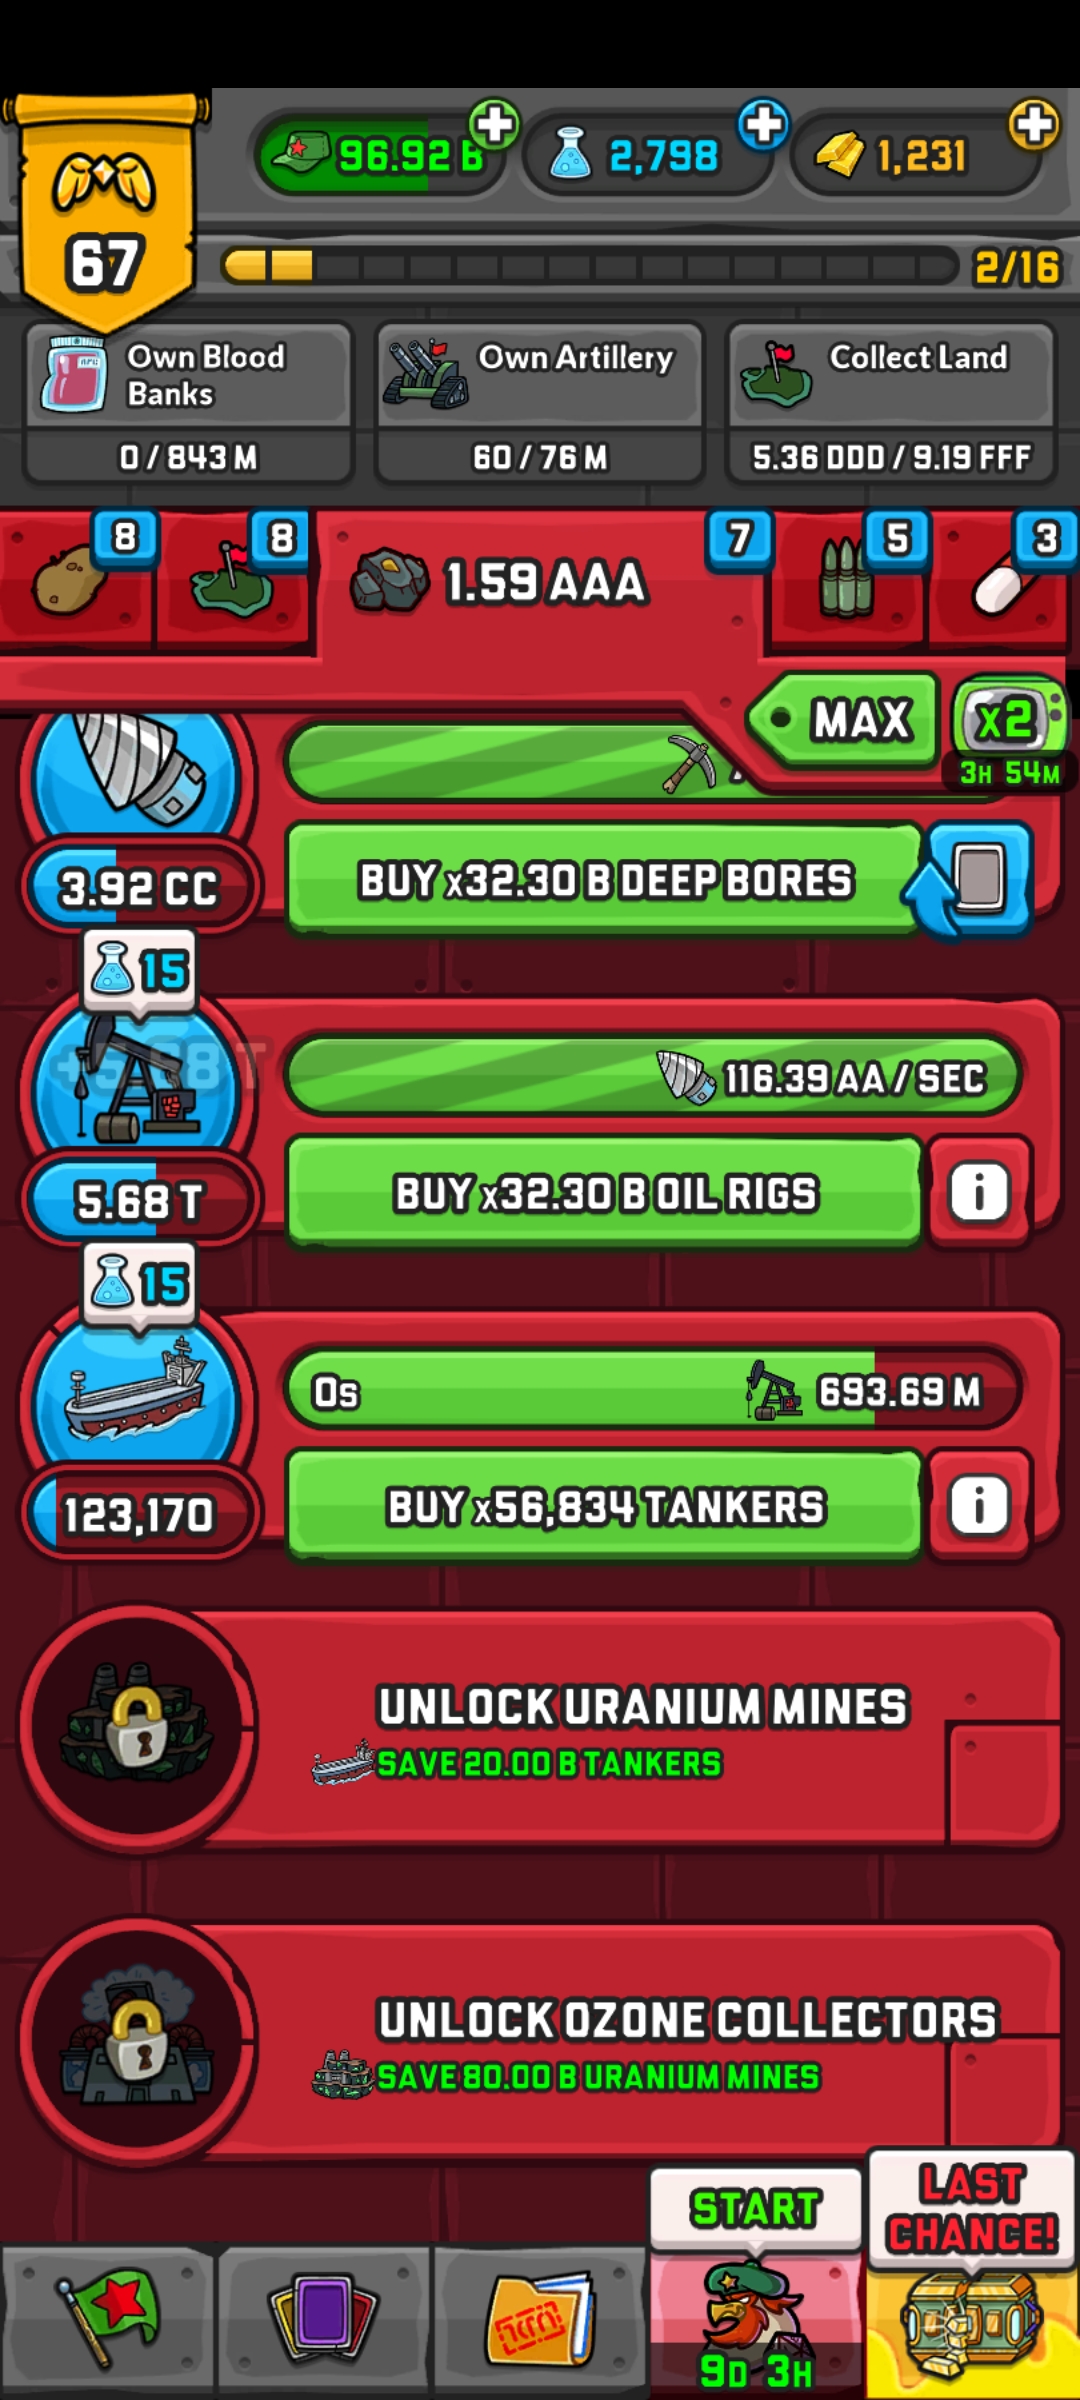 96.92 B
2,798
1,231
67
2/16
Own Blood
Banks
0 / 843 M
Own Artillery
60 / 76 M
Collect Land
5.36 DDD / 9.19 FFF
8
8
1.59 AAA
7
5
3
MAX
x2
3H 54M
3.92 CC
BUY x32.30 B DEEP BORES
15
116.39 AA / SEC
5.68 T
BUY x32.30 B OIL RIGS
i
15
0s
693.69 M
123,170
BUY x56,834 TANKERS
i
UNLOCK URANIUM MINES
SAVE 20.00 B TANKERS
UNLOCK OZONE COLLECTORS
SAVE 80.00 B URANIUM MINES
START
LAST
CHANCE!
9D 3H